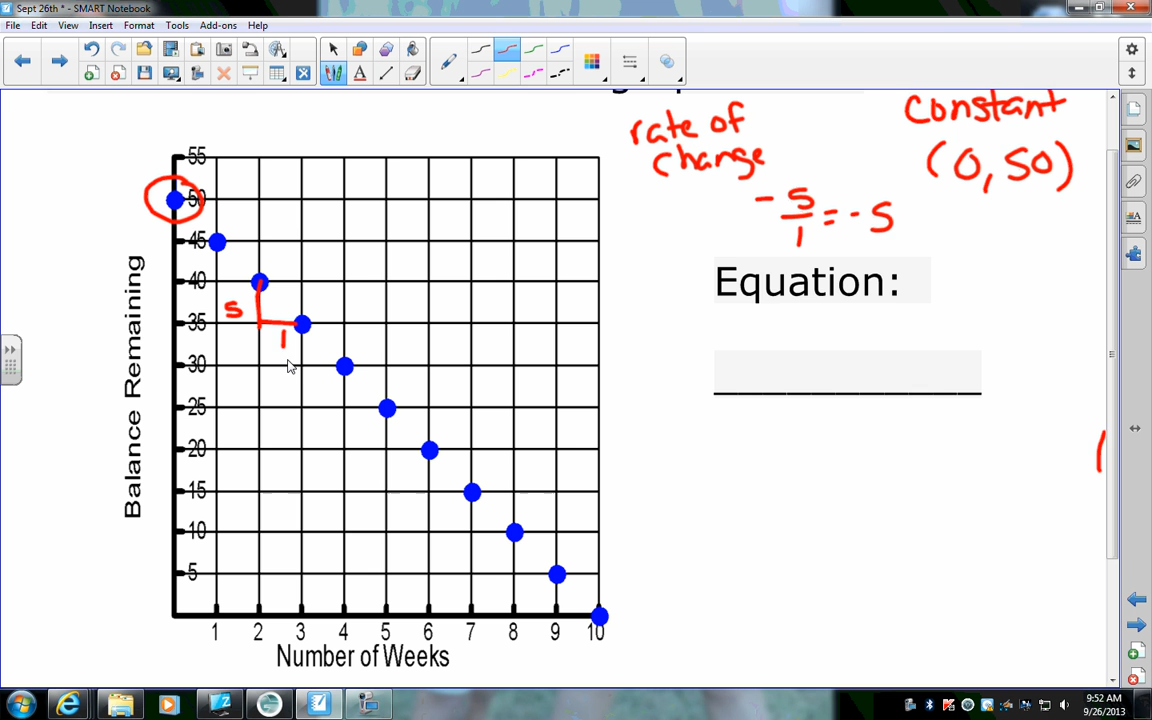 Sept 26th * - SMART Notebook
File Edit View Insert Format Tools Add-ons Help
rate of
change
constant
(0, 50)
- 5/1 = - 5
Equation:
55
50
45
40
35
30
25
20
15
10
5
5
1
Balance Remaining
1 2 3 4 5 6 7 8 9 10
Number of Weeks
9:52 AM
9/26/2013